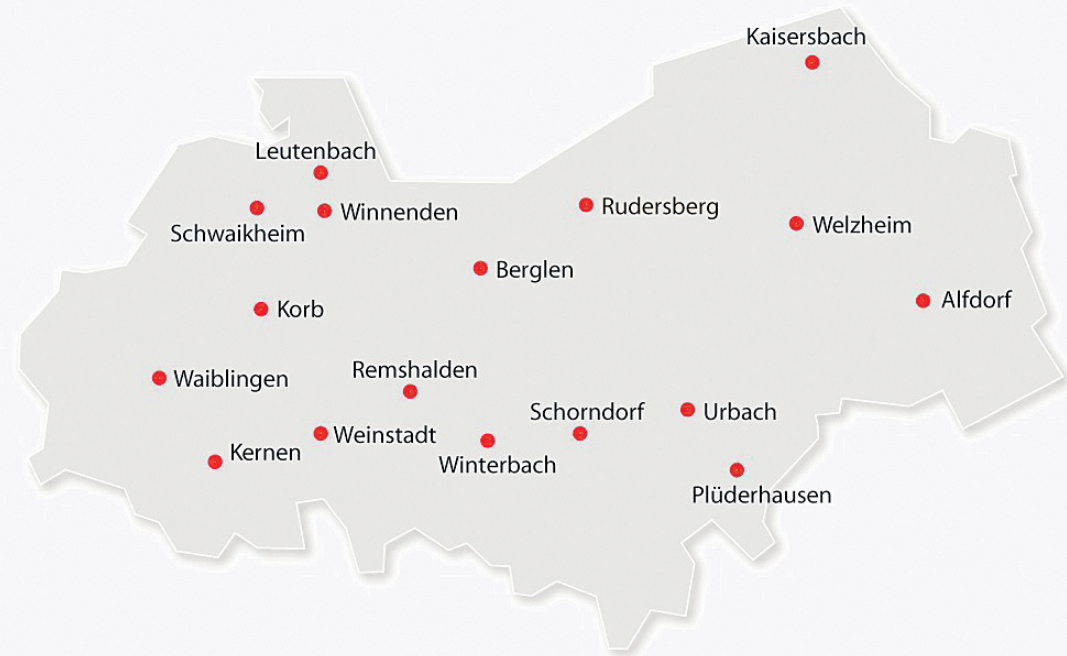 Kaisersbach
Leutenbach
Winnenden
Rudersberg
Schwaikheim
Welzheim
Berglen
Alfdorf
Korb
Remshalden
Waiblingen
Schorndorf
Urbach
Weinstadt
Kernen
Winterbach
Plüderhausen